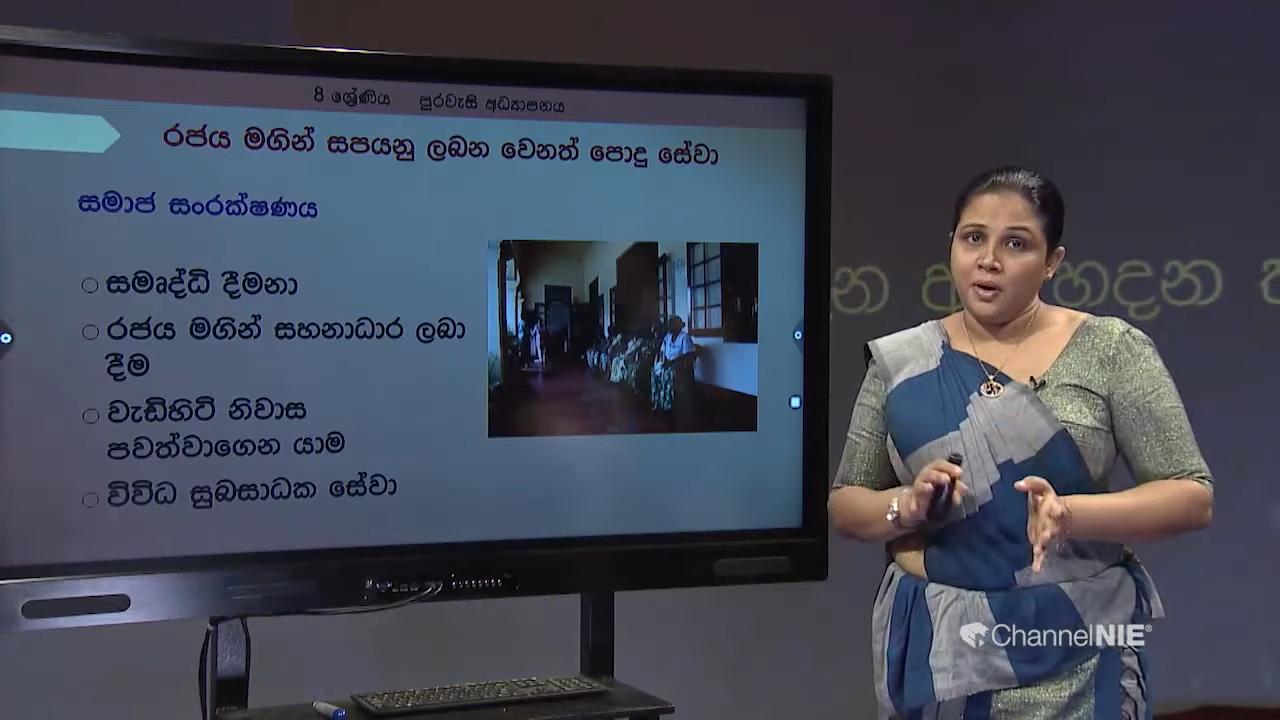 8 ශ්‍රේණිය පුරවැසි අධ්‍යාපනය
රජය මගින් සපයනු ලබන වෙනත් පොදු සේවා
සමාජ සංරක්ෂණය
සමෘද්ධි දීමනා
රජය මගින් සහනාධාර ලබා
දීම
වැඩිහිටි නිවාස
පවත්වාගෙන යාම
විවිධ සුබසාධක සේවා
ChannelNIE®